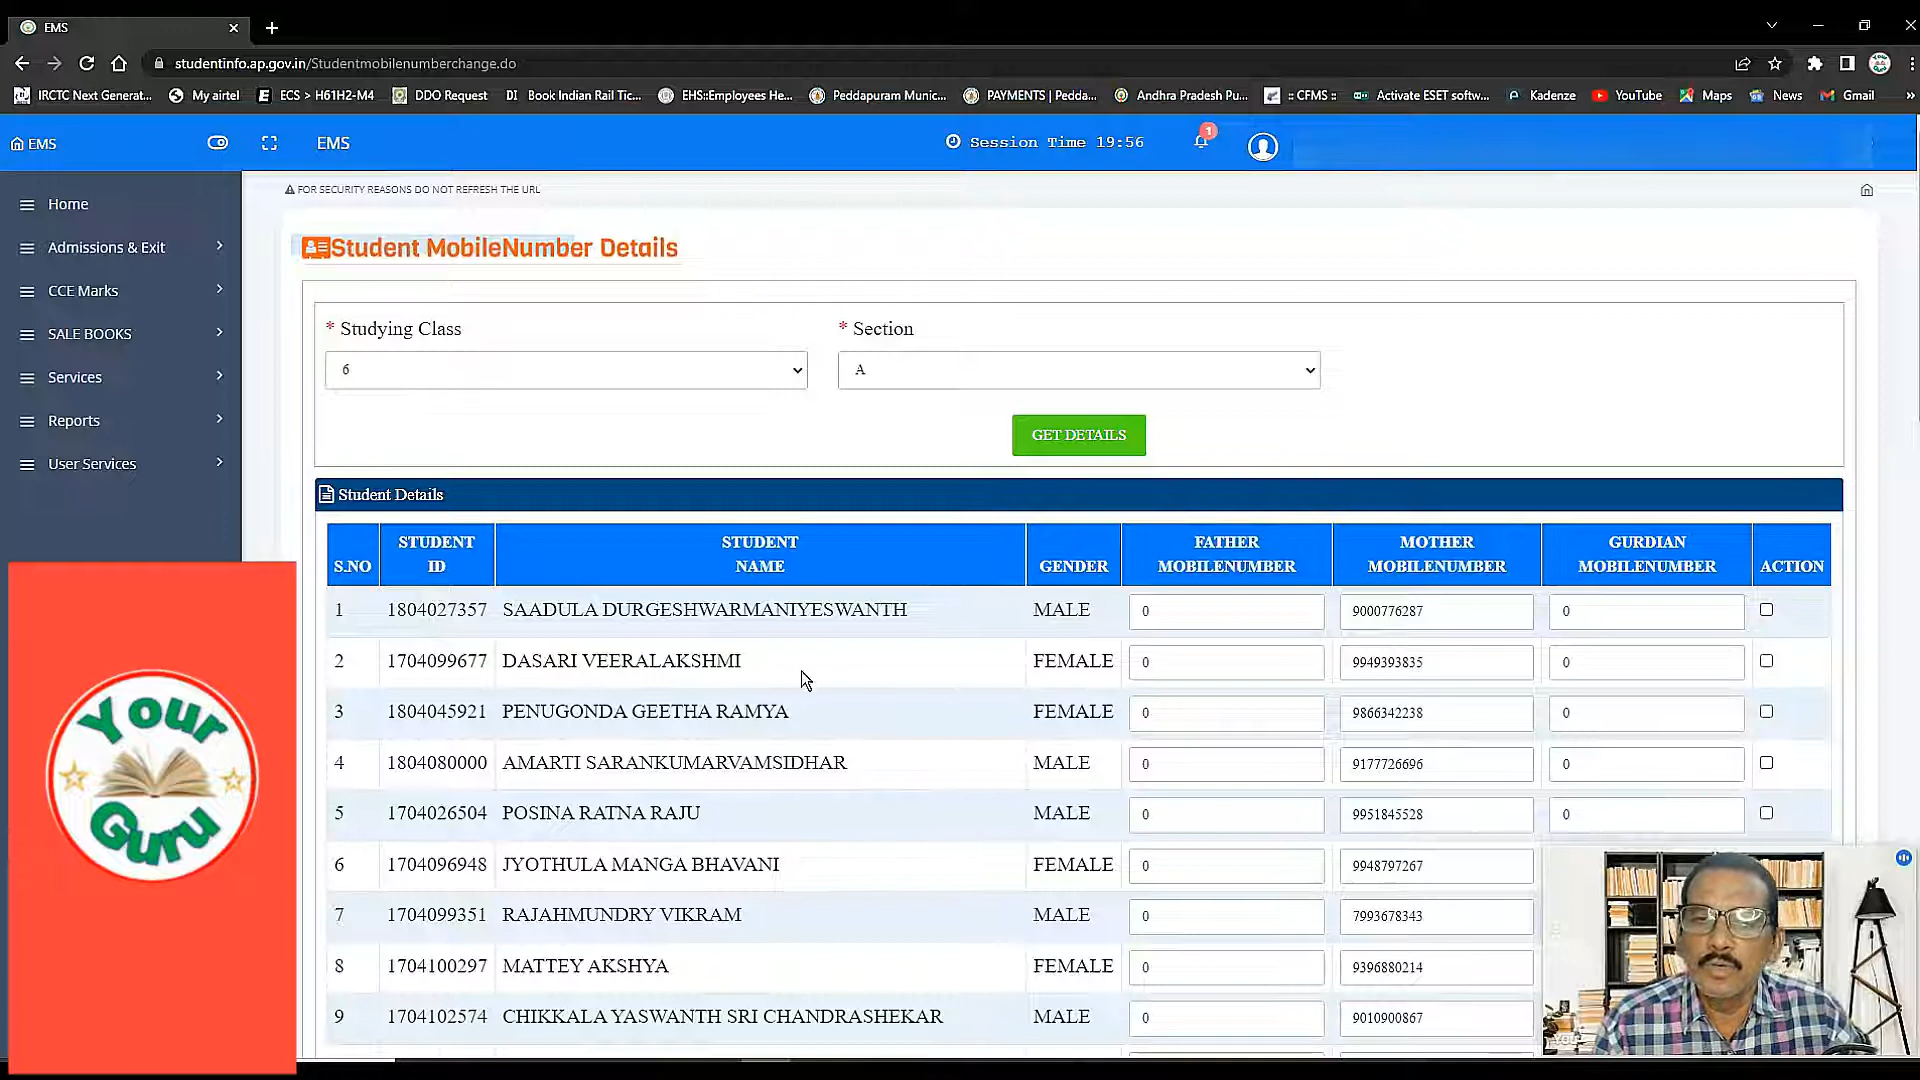 EMS
studentinfo.ap.gov.in/Studentmobilenumberchange.do
IRCTC Next Generat... My airtel ECS > H61H2-M4 DDO Request DI Book Indian Rail Tic... EHS::Employees He... Peddapuram Munic... PAYMENTS | Pedda... Andhra Pradesh Pu... :: CFMS :: Activate ESET softw... Kadenze YouTube Maps News Gmail »
EMS EMS Session Time 19:56 1
FOR SECURITY REASONS DO NOT REFRESH THE URL
Home
Admissions & Exit
CCE Marks
SALE BOOKS
Services
Reports
User Services
Student MobileNumber Details
* Studying Class * Section
6 A
GET DETAILS
Student Details
S.NO STUDENT ID STUDENT NAME GENDER FATHER MOBILENUMBER MOTHER MOBILENUMBER GURDIAN MOBILENUMBER ACTION
1 1804027357 SAADULA DURGESHWARMANIYESWANTH MALE 0 9000776287 0
2 1704099677 DASARI VEERALAKSHMI FEMALE 0 9949393835 0
3 1804045921 PENUGONDA GEETHA RAMYA FEMALE 0 9866342238 0
4 1804080000 AMARTI SARANKUMARVAMSIDHAR MALE 0 9177726696 0
5 1704026504 POSINA RATNA RAJU MALE 0 9951845528 0
6 1704096948 JYOTHULA MANGA BHAVANI FEMALE 0 9948797267
7 1704099351 RAJAHMUNDRY VIKRAM MALE 0 7993678343
8 1704100297 MATTEY AKSHYA FEMALE 0 9396880214
9 1704102574 CHIKKALA YASWANTH SRI CHANDRASHEKAR MALE 0 9010900867
Your
Guru